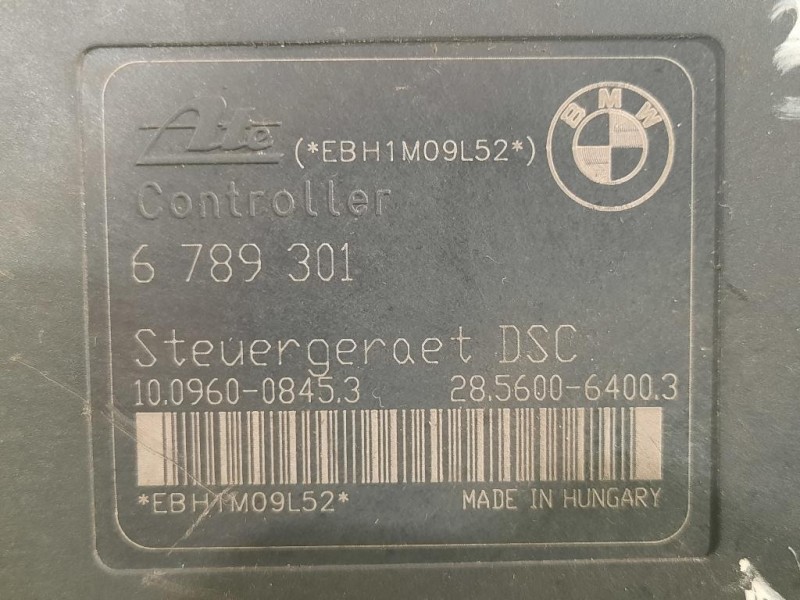 Ate (*EBH1M09L52*)
BMW
Controller
6 789 301
Steuergeraet DSC
10.0960-0845.3 28.5600-6400.3
*EBH1M09L52* MADE IN HUNGARY